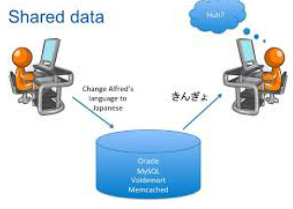 Shared data
Huh?
Change Alfred's
language to
Japanese
きんぎょ
Oracle
MySQL
Voldemort
Memcached